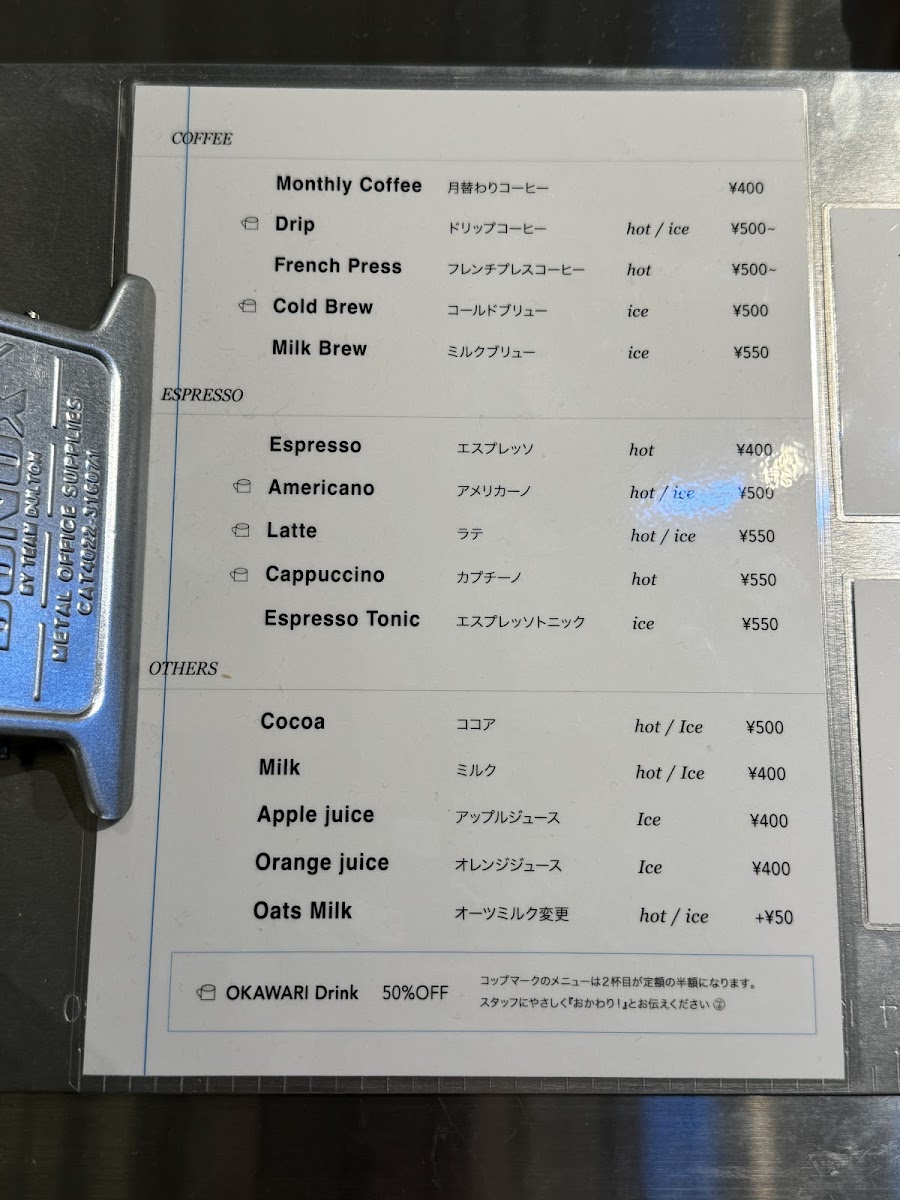 COFFEE
Monthly Coffee 月替わりコーヒー ¥400
Drip ドリップコーヒー hot / ice ¥500~
French Press フレンチプレスコーヒー hot ¥500~
Cold Brew コールドブリュー ice ¥500
Milk Brew ミルクブリュー ice ¥550
ESPRESSO
Espresso エスプレッソ hot ¥400
Americano アメリカーノ hot / ice ¥500
Latte ラテ hot / ice ¥550
Cappuccino カプチーノ hot ¥550
Espresso Tonic エスプレッソトニック ice ¥550
OTHERS
Cocoa ココア hot / Ice ¥500
Milk ミルク hot / Ice ¥400
Apple juice アップルジュース Ice ¥400
Orange juice オレンジジュース Ice ¥400
Oats Milk オーツミルク変更 hot / ice +¥50
OKAWARI Drink 50%OFF
コップマークのメニューは2杯目が定額の半額になります。
スタッフにやさしく『おかわり!』とお伝えください
BY TEAM DULTON
METAL OFFICE SUPPLIES